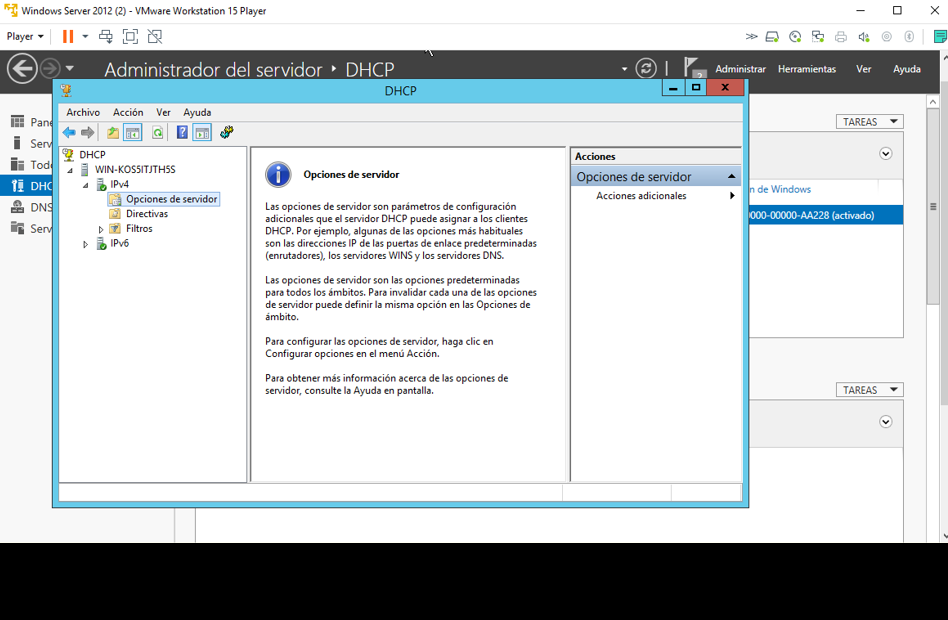 Windows Server 2012 (2) - VMware Workstation 15 Player
Player
Administrador del servidor • DHCP
Administrar Herramientas Ver Ayuda
DHCP
Archivo Acción Ver Ayuda
DHCP
WIN-KOS5ITJTH5S
IPv4
Opciones de servidor
Directivas
Filtros
IPv6
Opciones de servidor
Las opciones de servidor son parámetros de configuración
adicionales que el servidor DHCP puede asignar a los clientes
DHCP. Por ejemplo, algunas de las opciones más habituales
son las direcciones IP de las puertas de enlace predeterminadas
(enrutadores), los servidores WINS y los servidores DNS.
Las opciones de servidor son las opciones predeterminadas
para todos los ámbitos. Para invalidar cada una de las opciones
de servidor puede definir la misma opción en las Opciones de
ámbito.
Para configurar las opciones de servidor, haga clic en
Configurar opciones en el menú Acción.
Para obtener más información acerca de las opciones de
servidor, consulte la Ayuda en pantalla.
Acciones
Opciones de servidor
Acciones adicionales
Pane
Serv
Todo
DHC
DNS
Serv
TAREAS
n de Windows
000-00000-AA228 (activado)
TAREAS